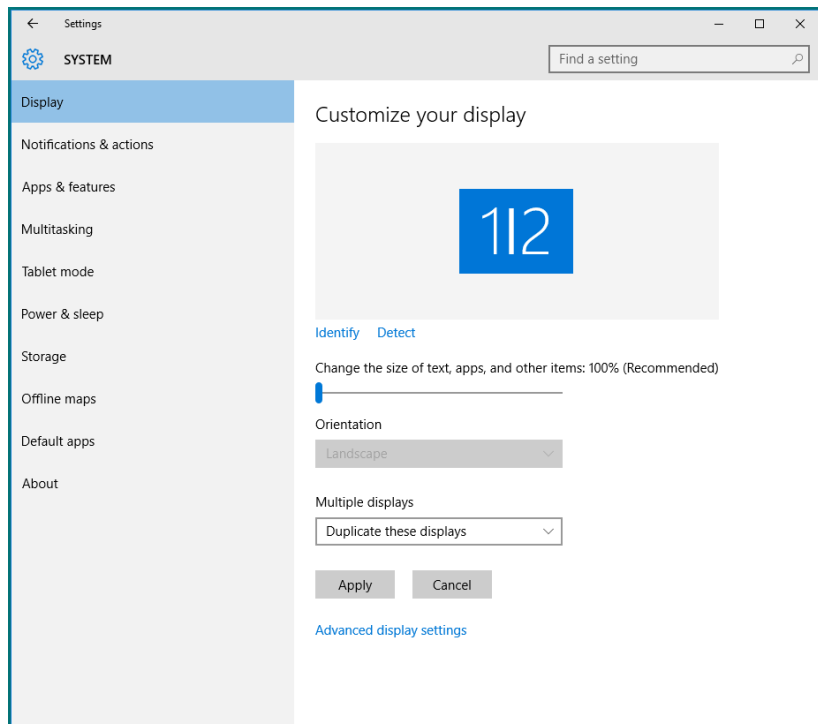 Settings
SYSTEM
Find a setting
Display
Notifications & actions
Apps & features
Multitasking
Tablet mode
Power & sleep
Storage
Offline maps
Default apps
About
Customize your display
1|2
Identify Detect
Change the size of text, apps, and other items: 100% (Recommended)
Orientation
Landscape
Multiple displays
Duplicate these displays
Apply Cancel
Advanced display settings